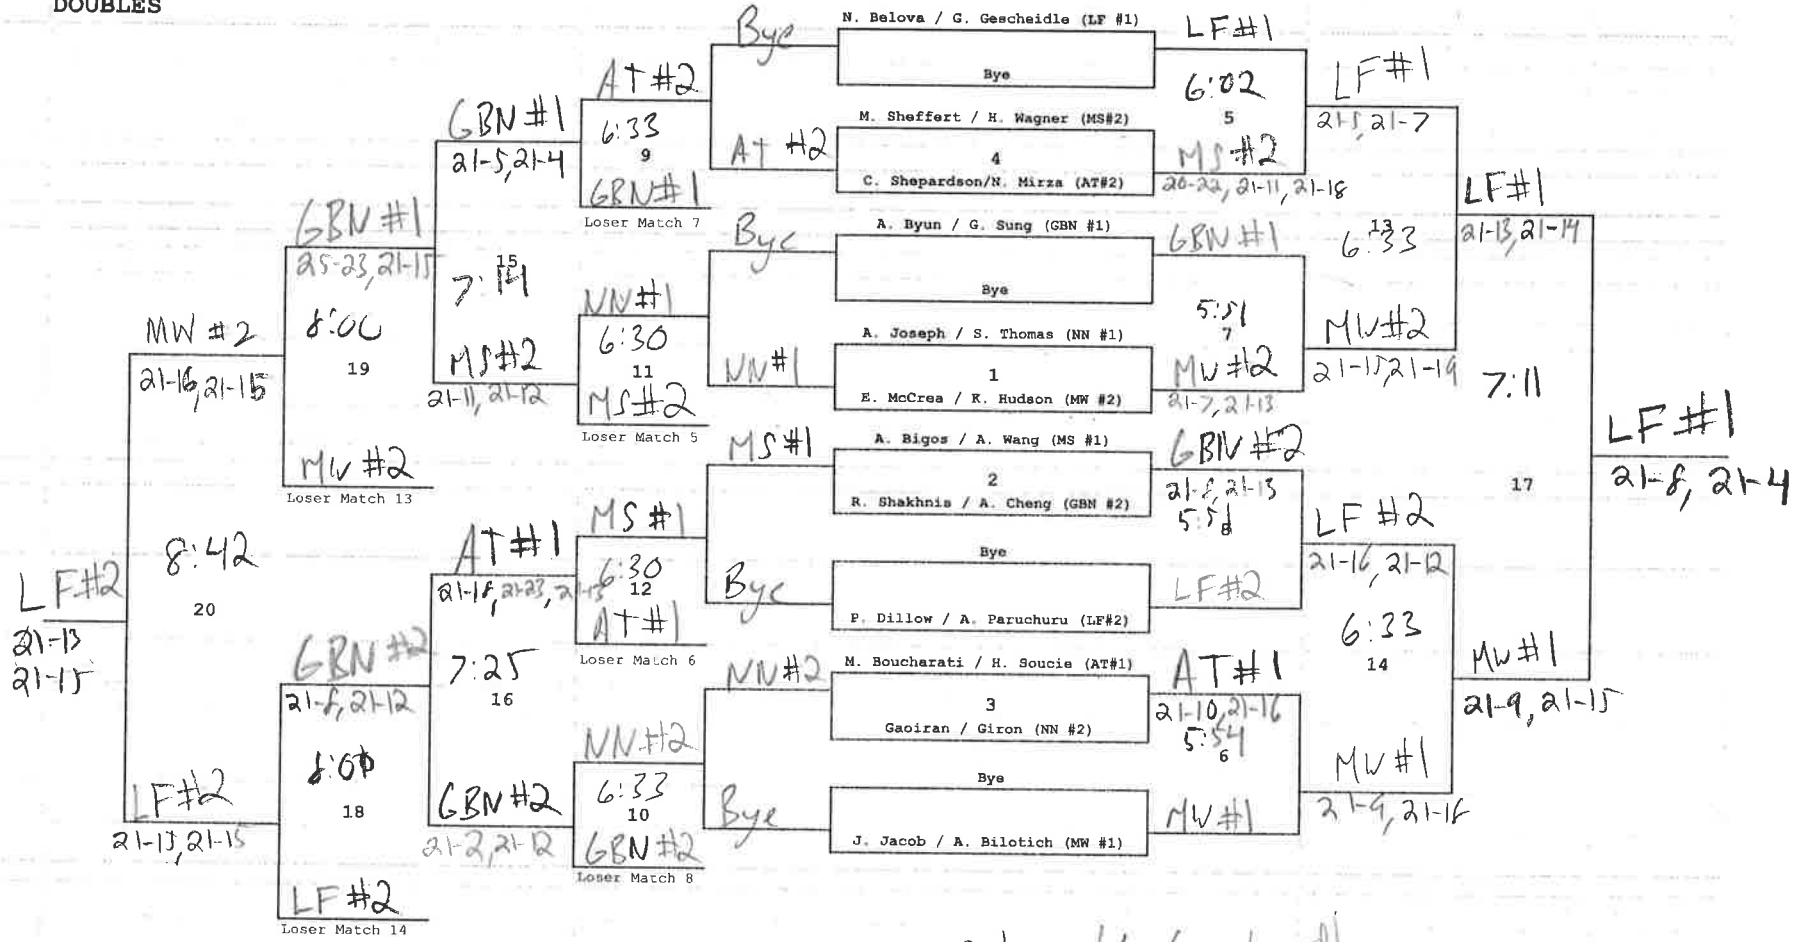 DOUBLES
N. Belova / G. Gescheidle (LF #1)
Bye
LF#1
Bye
AT #2
6:02
5
LF#1
21-7
M. Sheffert / H. Wagner (MS#2)
4
C. Shepardson/N. Mirza (AT#2)
AT #2
MS #2
20-22, 21-11, 21-18
GBN #1
21-5, 21-4
6:33
9
GBN#1
Loser Match 7
LF#1
21-13, 21-14
GBN #1
25-23, 21-15
Bye
A. Byun / G. Sung (GBN #1)
Bye
GBN #1
6:33
13
15
7:14
NN#1
6:30
11
MS#2
Loser Match 5
A. Joseph / S. Thomas (NN #1)
1
E. McCrea / K. Hudson (MW #2)
NN#1
5:51
7
MW#2
21-7, 21-13
MW#2
21-15, 21-19
MW #2
21-16, 21-15
19
MS#2
21-11, 21-12
7:11
17
LF#1
21-8, 21-4
MW #2
Loser Match 13
MS#1
A. Bigos / A. Wang (MS #1)
2
R. Shakhnis / A. Cheng (GBN #2)
GBN#2
21-8, 21-13
8
MS #1
6:30
12
AT#1
Loser Match 6
LF #2
21-16, 21-12
8:42
20
AT#1
Bye
Bye
P. Dillow / A. Paruchuru (LF#2)
LF#2
LF#2
21-13
21-15
6:33
14
GBN #2
21-8, 21-12
7:25
16
NN#2
M. Boucharati / H. Soucie (AT#1)
3
Gaoiran / Giron (NN #2)
AT#1
21-10, 21-16
5:54
6
MW#1
21-9, 21-15
NN#2
6:33
10
GBN #2
Loser Match 8
Bye
Bye
J. Jacob / A. Bilotich (MW #1)
MW#1
MW #1
LF#2
21-15, 21-15
18
GBN#2
21-2, 21-12
LF #2
Loser Match 14